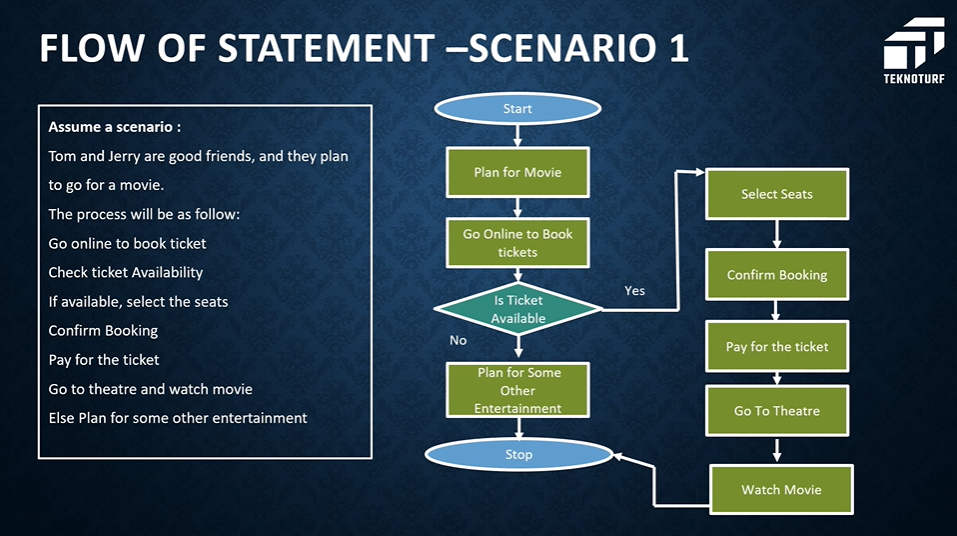 FLOW OF STATEMENT –SCENARIO 1
TEKNOTURF
Assume a scenario :
Tom and Jerry are good friends, and they plan
to go for a movie.
The process will be as follow:
Go online to book ticket
Check ticket Availability
If available, select the seats
Confirm Booking
Pay for the ticket
Go to theatre and watch movie
Else Plan for some other entertainment
Start
Plan for Movie
Go Online to Book
tickets
Is Ticket
Available
Yes
No
Plan for Some
Other
Entertainment
Stop
Select Seats
Confirm Booking
Pay for the ticket
Go To Theatre
Watch Movie